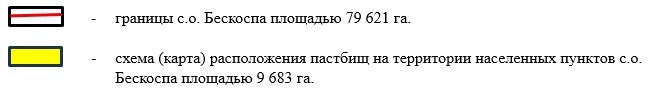 - границы с.о. Бескоспа площадью 79 621 га.
- схема (карта) расположения пастбищ на территории населенных пунктов с.о.
Бескоспа площадью 9 683 га.